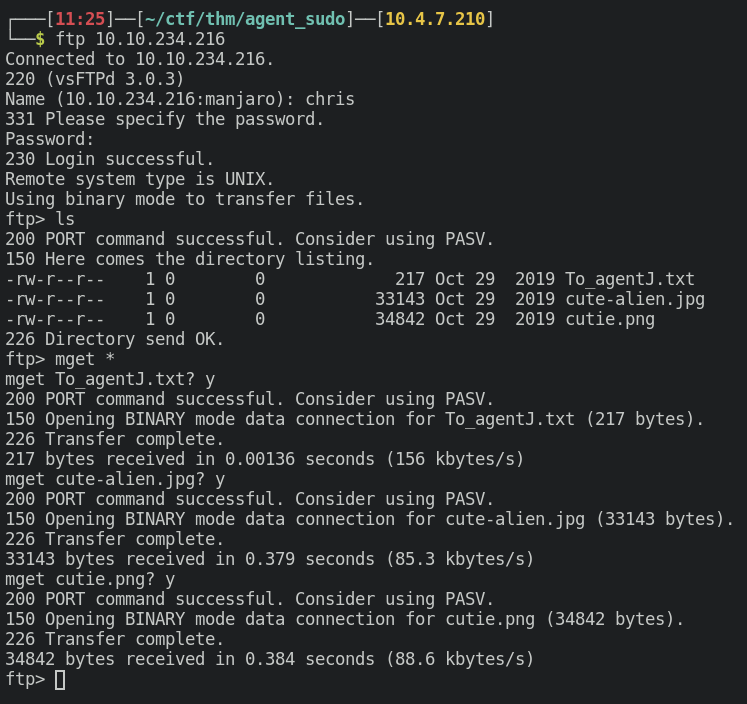 ┌───[11:25]──[~/ctf/thm/agent_sudo]──[10.4.7.210]
└──$ ftp 10.10.234.216
Connected to 10.10.234.216.
220 (vsFTPd 3.0.3)
Name (10.10.234.216:manjaro): chris
331 Please specify the password.
Password:
230 Login successful.
Remote system type is UNIX.
Using binary mode to transfer files.
ftp> ls
200 PORT command successful. Consider using PASV.
150 Here comes the directory listing.
-rw-r--r--    1 0        0             217 Oct 29  2019 To_agentJ.txt
-rw-r--r--    1 0        0           33143 Oct 29  2019 cute-alien.jpg
-rw-r--r--    1 0        0           34842 Oct 29  2019 cutie.png
226 Directory send OK.
ftp> mget *
mget To_agentJ.txt? y
200 PORT command successful. Consider using PASV.
150 Opening BINARY mode data connection for To_agentJ.txt (217 bytes).
226 Transfer complete.
217 bytes received in 0.00136 seconds (156 kbytes/s)
mget cute-alien.jpg? y
200 PORT command successful. Consider using PASV.
150 Opening BINARY mode data connection for cute-alien.jpg (33143 bytes).
226 Transfer complete.
33143 bytes received in 0.379 seconds (85.3 kbytes/s)
mget cutie.png? y
200 PORT command successful. Consider using PASV.
150 Opening BINARY mode data connection for cutie.png (34842 bytes).
226 Transfer complete.
34842 bytes received in 0.384 seconds (88.6 kbytes/s)
ftp>